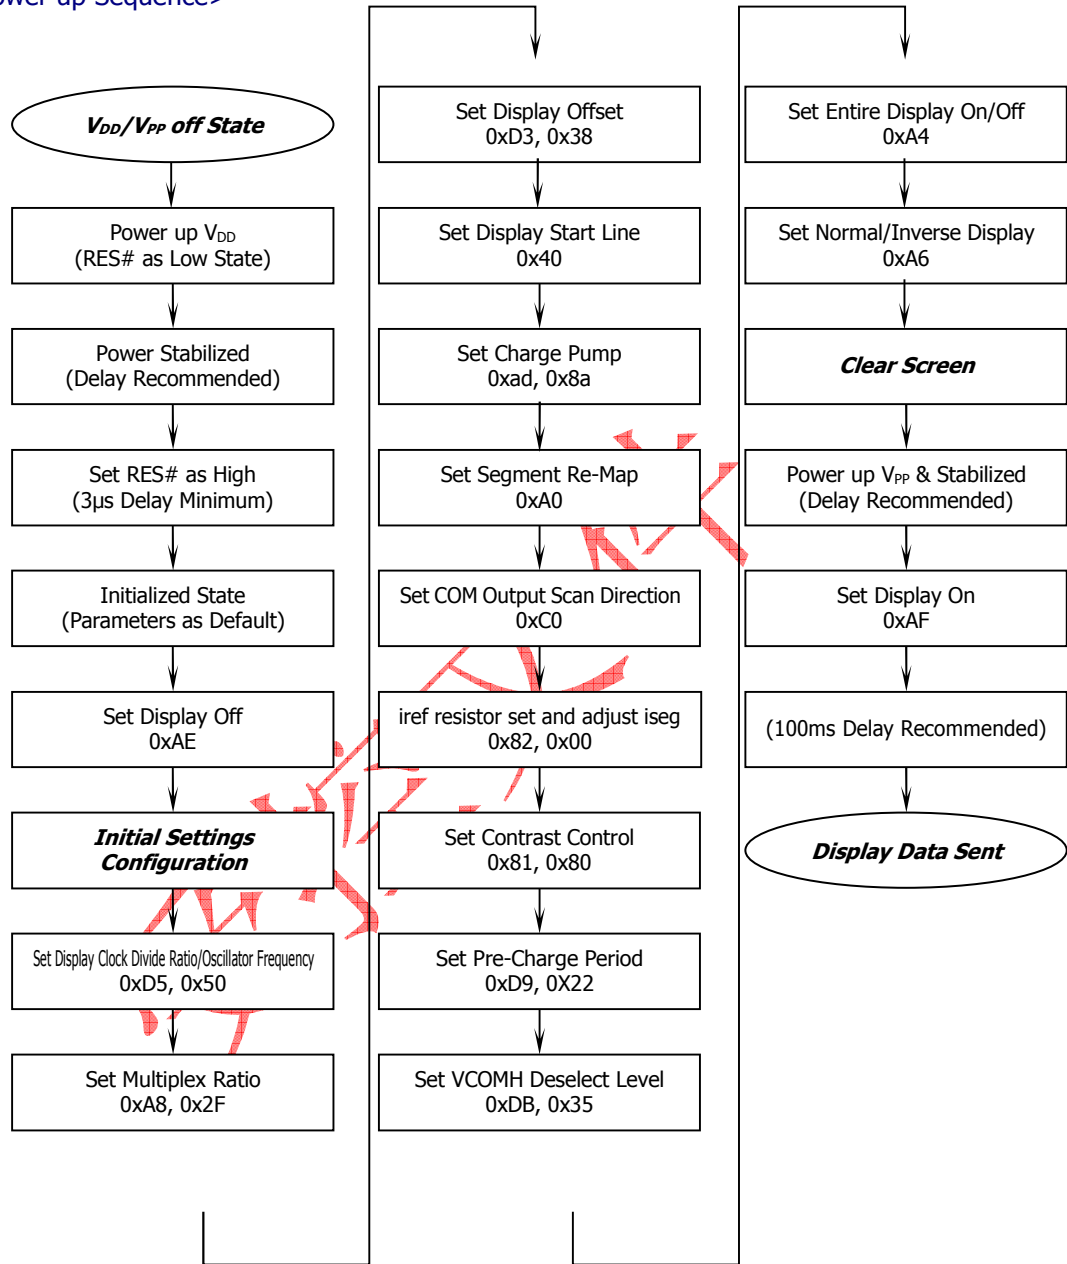 ower up Sequence>
V_DD/V_PP off State
Power up V_DD
(RES# as Low State)
Power Stabilized
(Delay Recommended)
Set RES# as High
(3µs Delay Minimum)
Initialized State
(Parameters as Default)
Set Display Off
0xAE
Initial Settings
Configuration
Set Display Clock Divide Ratio/Oscillator Frequency
0xD5, 0x50
Set Multiplex Ratio
0xA8, 0x2F
Set Display Offset
0xD3, 0x38
Set Display Start Line
0x40
Set Charge Pump
0xad, 0x8a
Set Segment Re-Map
0xA0
Set COM Output Scan Direction
0xC0
iref resistor set and adjust iseg
0x82, 0x00
Set Contrast Control
0x81, 0x80
Set Pre-Charge Period
0xD9, 0X22
Set VCOMH Deselect Level
0xDB, 0x35
Set Entire Display On/Off
0xA4
Set Normal/Inverse Display
0xA6
Clear Screen
Power up V_PP & Stabilized
(Delay Recommended)
Set Display On
0xAF
(100ms Delay Recommended)
Display Data Sent